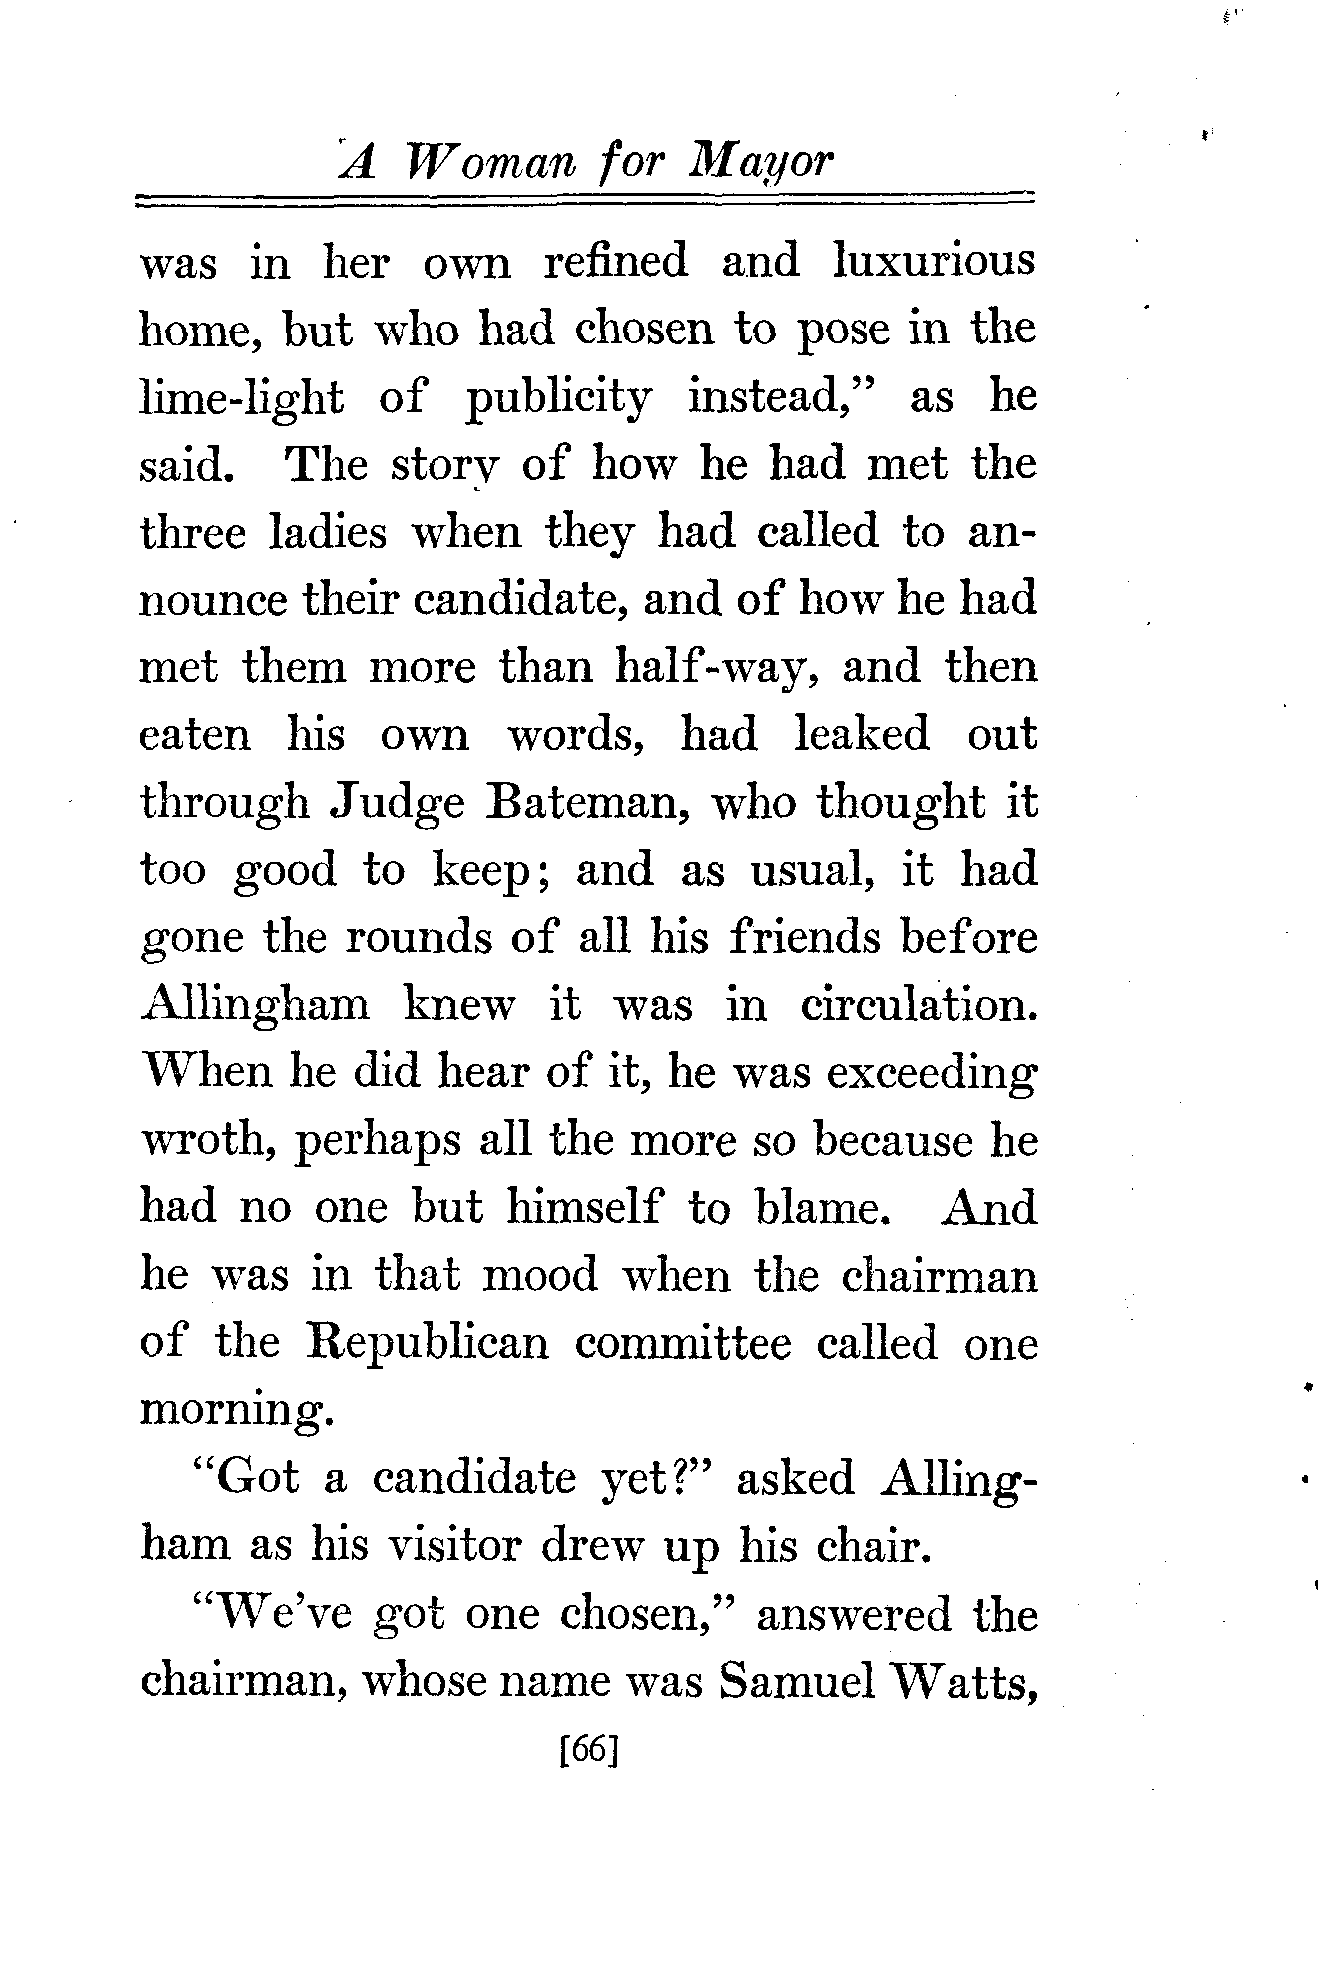 A Woman for Mayor
was in her own refined and luxurious
home, but who had chosen to pose in the
lime-light of publicity instead,” as he
said. The story of how he had met the
three ladies when they had called to an-
nounce their candidate, and of how he had
met them more than half-way, and then
eaten his own words, had leaked out
through Judge Bateman, who thought it
too good to keep; and as usual, it had
gone the rounds of all his friends before
Allingham knew it was in circulation.
When he did hear of it, he was exceeding
wroth, perhaps all the more so because he
had no one but himself to blame. And
he was in that mood when the chairman
of the Republican committee called one
morning.
“Got a candidate yet?” asked Alling-
ham as his visitor drew up his chair.
“We’ve got one chosen,” answered the
chairman, whose name was Samuel Watts,
[66]